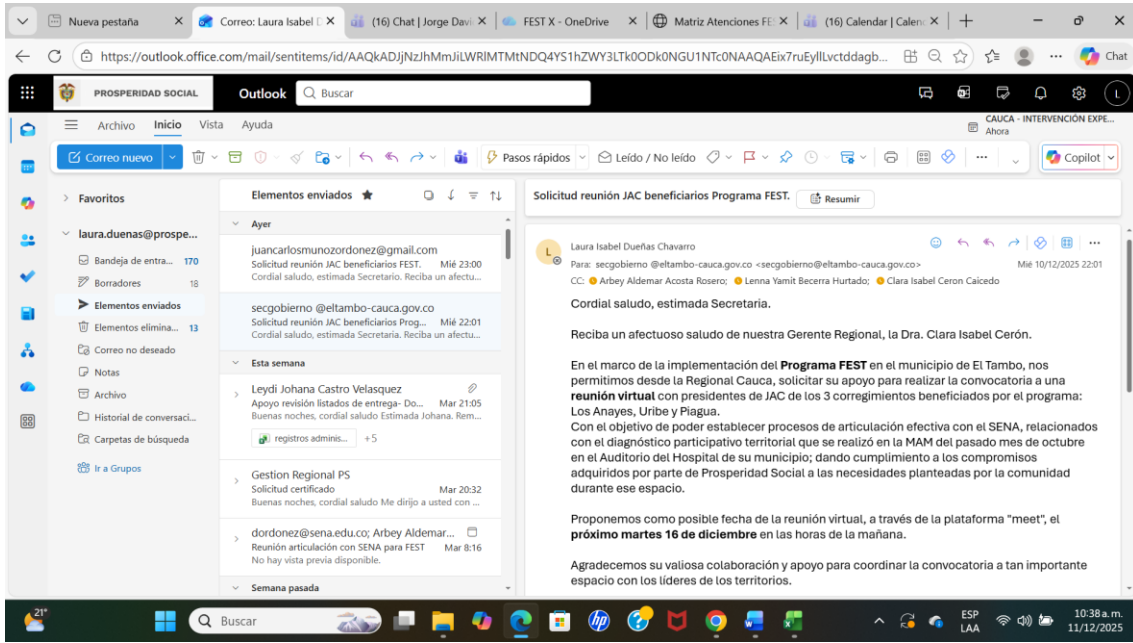 Nueva pestaña
Correo: Laura Isabel D
(16) Chat | Jorge Davi
FEST X - OneDrive
Matriz Atenciones FES
(16) Calendar | Calend
https://outlook.office.com/mail/sentitems/id/
Chat
PROSPERIDAD SOCIAL
Outlook
Buscar
L
Archivo
Inicio
Vista
Ayuda
CAUCA - INTERVENCIÓN EXPE...
Ahora
Correo nuevo
Pasos rápidos
Leído / No leído
Copilot
Favoritos
laura.duenas@prospe...
Bandeja de entra... 170
Borradores 18
Elementos enviados
Elementos elimina... 13
Correo no deseado
Notas
Archivo
Historial de conversaci...
Carpetas de búsqueda
Ir a Grupos
Elementos enviados
Ayer
juancarlosmunozordonez@gmail.com
Solicitud reunión JAC beneficiarios FEST. Mié 23:00
Cordial saludo, estimada Secretario. Reciba un afectu...
secgobierno @eltambo-cauca.gov.co
Solicitud reunión JAC beneficiarios Prog... Mié 22:01
Cordial saludo, estimada Secretaria. Reciba un afectu...
Esta semana
Leydi Johana Castro Velasquez
Apoyo revisión listados de entrega- Do... Mar 21:05
Buenas noches, cordial saludo Estimada Johana. Rem...
registros adminis... +5
Gestion Regional PS
Solicitud certificado Mar 20:32
Buenas noches, cordial saludo Me dirijo a usted con ...
dordonez@sena.edu.co; Arbey Aldemar...
Reunión articulación con SENA para FEST Mar 8:16
No hay vista previa disponible.
Semana pasada
Solicitud reunión JAC beneficiarios Programa FEST.
Resumir
L
Laura Isabel Dueñas Chavarro
Para: secgobierno @eltambo-cauca.gov.co <secgobierno@eltambo-cauca.gov.co>
Mié 10/12/2025 22:01
CC: Arbey Aldemar Acosta Rosero; Lenna Yamit Becerra Hurtado; Clara Isabel Ceron Caicedo
Cordial saludo, estimada Secretaria.
Reciba un afectuoso saludo de nuestra Gerente Regional, la Dra. Clara Isabel Cerón.
En el marco de la implementación del Programa FEST en el municipio de El Tambo, nos
permitimos desde la Regional Cauca, solicitar su apoyo para realizar la convocatoria a una
reunión virtual con presidentes de JAC de los 3 corregimientos beneficiados por el programa:
Los Anayes, Uribe y Piagua.
Con el objetivo de poder establecer procesos de articulación efectiva con el SENA, relacionados
con el diagnóstico participativo territorial que se realizó en la MAM del pasado mes de octubre
en el Auditorio del Hospital de su municipio; dando cumplimiento a los compromisos
adquiridos por parte de Prosperidad Social a las necesidades planteadas por la comunidad
durante ese espacio.
Proponemos como posible fecha de la reunión virtual, a través de la plataforma "meet", el
próximo martes 16 de diciembre en las horas de la mañana.
Agradecemos su valiosa colaboración y apoyo para coordinar la convocatoria a tan importante
espacio con los líderes de los territorios.
21°
Buscar
ESP
LAA
10:38 a. m.
11/12/2025